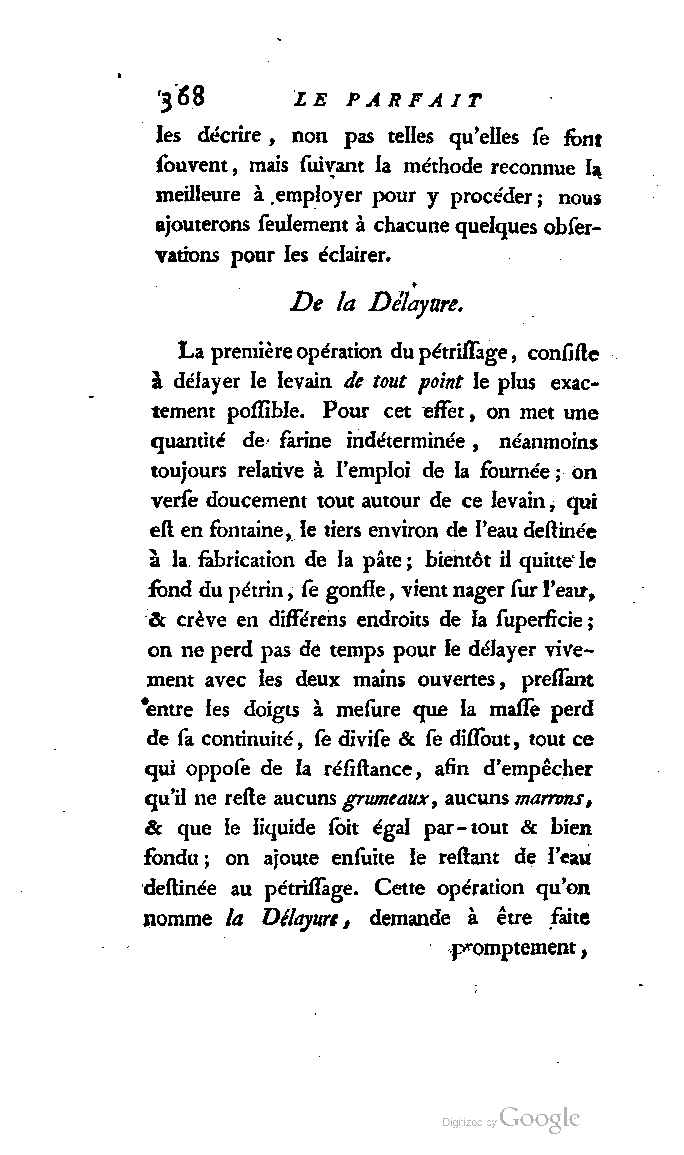 368 LE PARFAIT
les décrire, non pas telles qu'elles ſe font
ſouvent, mais ſuivant la méthode reconnue la
meilleure à employer pour y procéder; nous
ajouterons ſeulement à chacune quelques obſer-
vations pour les éclairer.
De la Délayure.
La première opération du pétriſſage, conſiſte
à délayer le levain de tout point le plus exac-
tement poſſible. Pour cet effet, on met une
quantité de farine indéterminée, néanmoins
toujours relative à l'emploi de la fournée; on
verſe doucement tout autour de ce levain, qui
eſt en fontaine, le tiers environ de l'eau deſtinée
à la fabrication de la pâte; bientôt il quitte le
fond du pétrin, ſe gonfle, vient nager ſur l'eau,
& crève en différens endroits de la ſuperficie;
on ne perd pas de temps pour le délayer vive-
ment avec les deux mains ouvertes, preſſant
entre les doigts à meſure que la maſſe perd
de ſa continuité, ſe diviſe & ſe diſſout, tout ce
qui oppoſe de la réſiſtance, afin d'empêcher
qu'il ne reſte aucuns grumeaux, aucuns marrons,
& que le liquide ſoit égal par-tout & bien
fondu; on ajoute enſuite le reſtant de l'eau
deſtinée au pétriſſage. Cette opération qu'on
nomme la Délayure, demande à être faite
promptement,
Digitized by Google